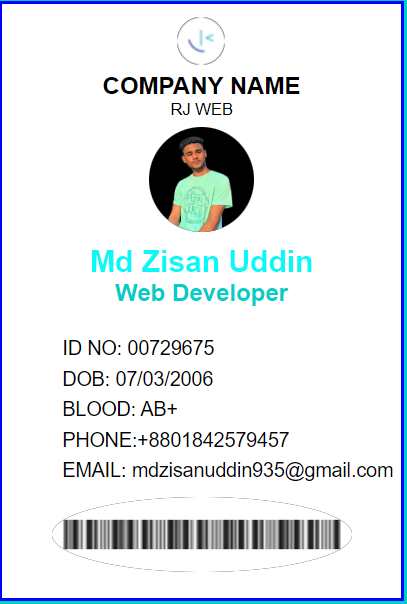 COMPANY NAME
RJ WEB
Md Zisan Uddin
Web Developer
ID NO: 00729675
DOB: 07/03/2006
BLOOD: AB+
PHONE:+8801842579457
EMAIL: mdzisanuddin935@gmail.com